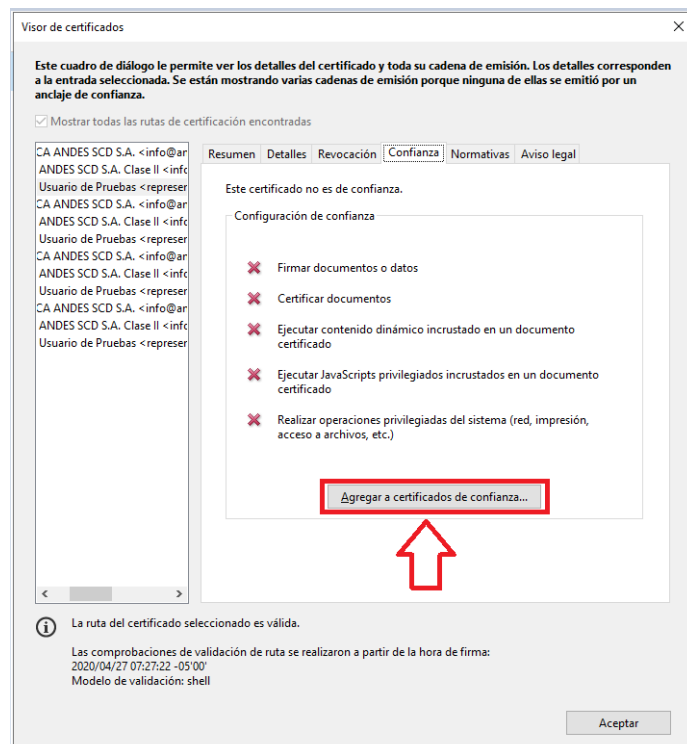 Visor de certificados
Este cuadro de diálogo le permite ver los detalles del certificado y toda su cadena de emisión. Los detalles corresponden
a la entrada seleccionada. Se están mostrando varias cadenas de emisión porque ninguna de ellas se emitió por un
anclaje de confianza.
Mostrar todas las rutas de certificación encontradas
CA ANDES SCD S.A. <info@an
ANDES SCD S.A. Clase II <info
Usuario de Pruebas <represer
CA ANDES SCD S.A. <info@an
ANDES SCD S.A. Clase II <info
Usuario de Pruebas <represer
CA ANDES SCD S.A. <info@an
ANDES SCD S.A. Clase II <info
Usuario de Pruebas <represer
CA ANDES SCD S.A. <info@an
ANDES SCD S.A. Clase II <info
Usuario de Pruebas <represer
Resumen Detalles Revocación Confianza Normativas Aviso legal
Este certificado no es de confianza.
Configuración de confianza
Firmar documentos o datos
Certificar documentos
Ejecutar contenido dinámico incrustado en un documento
certificado
Ejecutar JavaScripts privilegiados incrustados en un documento
certificado
Realizar operaciones privilegiadas del sistema (red, impresión,
acceso a archivos, etc.)
Agregar a certificados de confianza...
La ruta del certificado seleccionado es válida.
Las comprobaciones de validación de ruta se realizaron a partir de la hora de firma:
2020/04/27 07:27:22 -05'00'
Modelo de validación: shell
Aceptar